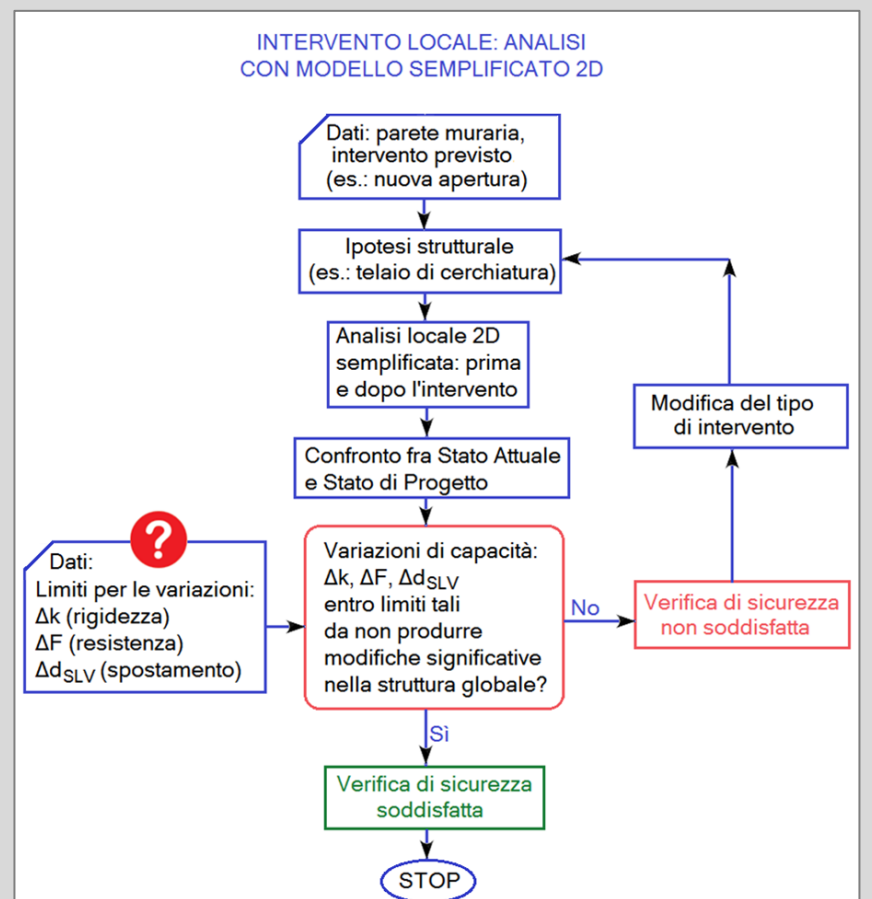 INTERVENTO LOCALE: ANALISI
CON MODELLO SEMPLIFICATO 2D
Dati: parete muraria,
intervento previsto
(es.: nuova apertura)
Ipotesi strutturale
(es.: telaio di cerchiatura)
Analisi locale 2D
semplificata: prima
e dopo l'intervento
Modifica del tipo
di intervento
Confronto fra Stato Attuale
e Stato di Progetto
?
Dati:
Limiti per le variazioni:
Δk (rigidezza)
ΔF (resistenza)
Δd_SLV (spostamento)
Variazioni di capacità:
Δk, ΔF, Δd_SLV
entro limiti tali
da non produrre
modifiche significative
nella struttura globale?
No
Verifica di sicurezza
non soddisfatta
Sì
Verifica di sicurezza
soddisfatta
STOP